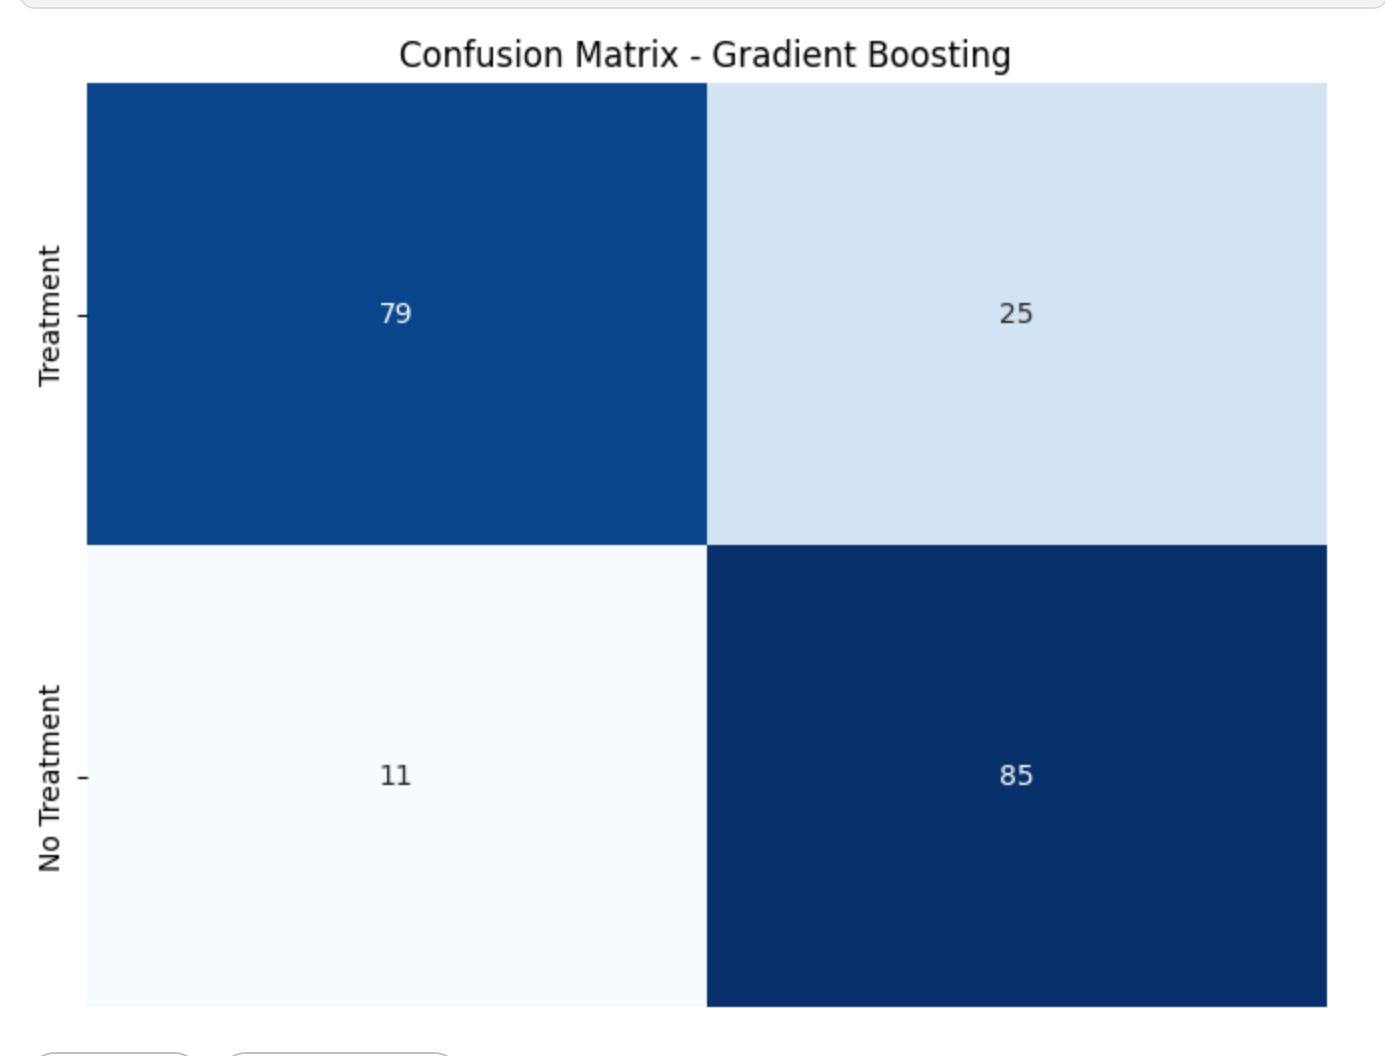 Confusion Matrix - Gradient Boosting
Treatment
79
25
No Treatment
11
85